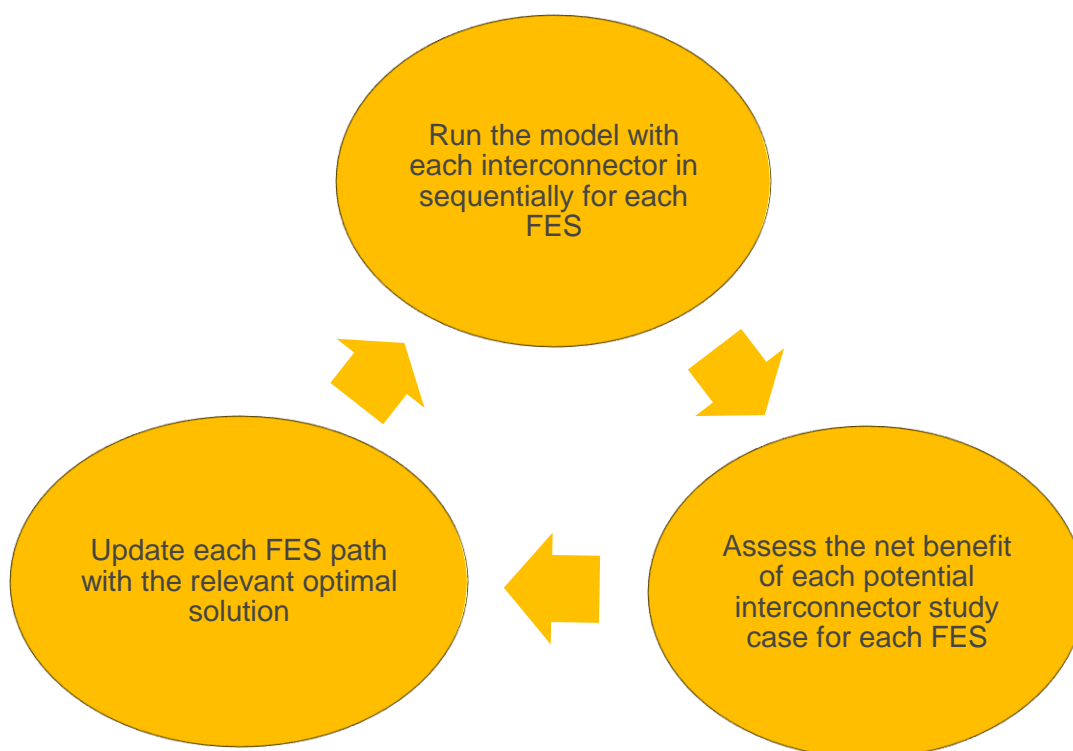 Run the model with
each interconnector in
sequentially for each
FES
Assess the net benefit
of each potential
interconnector study
case for each FES
Update each FES path
with the relevant optimal
solution